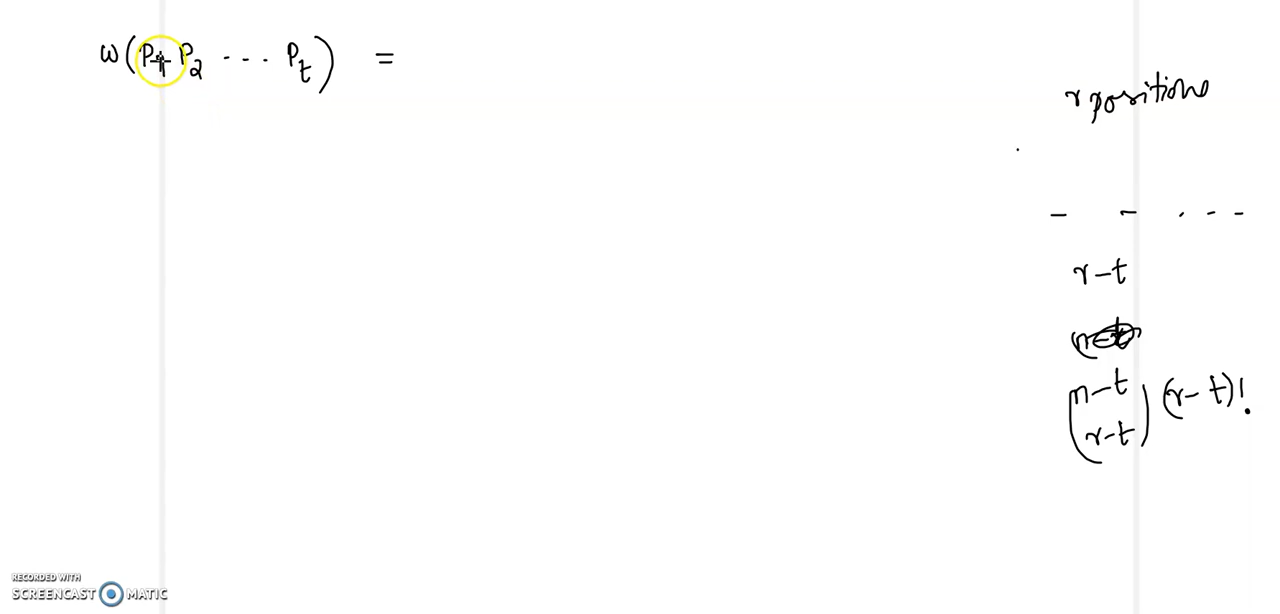 ω(P1 P2 ... Pt) =
r positions
- - . - -
r-t
n-t
(n-t
r-t) (r-t)!
RECORDED WITH
SCREENCAST MATIC